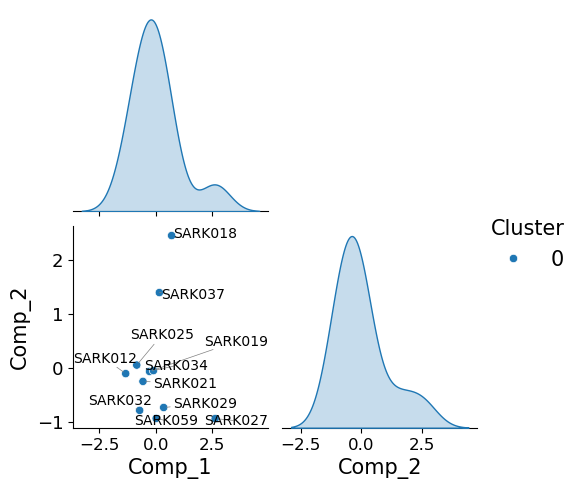 Cluster
0
SARK018
2
SARK037
1
SARK025
SARK019
SARK012
SARK034
0
SARK021
SARK032
SARK029
−1
SARK059
SARK027
Comp_2
−2.5
0.0
2.5
−2.5
0.0
2.5
Comp_1
Comp_2